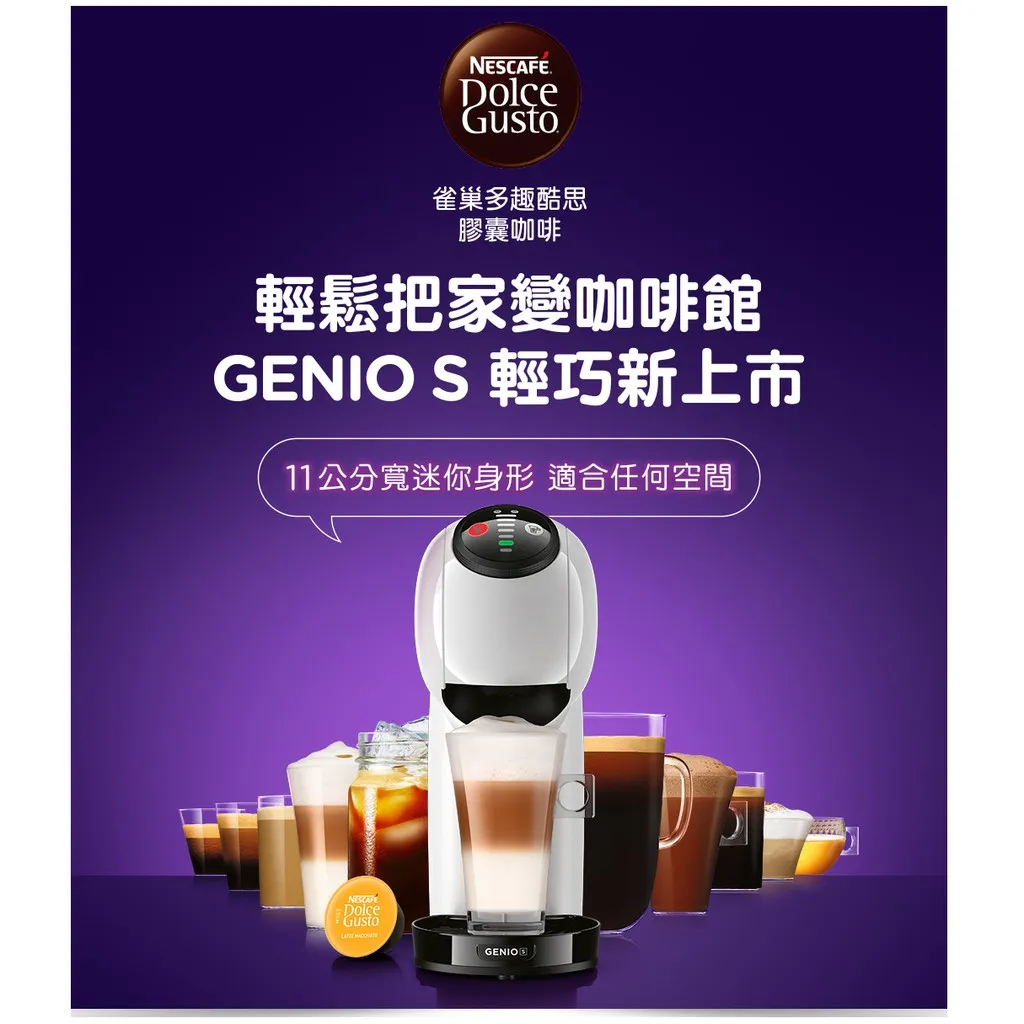 NESCAFÉ
Dolce
Gusto
雀巢多趣酷思
膠囊咖啡
輕鬆把家變咖啡館
GENIO S 輕巧新上市
11公分寬迷你身形 適合任何空間
NESCAFÉ
Dolce
Gusto
LATTE MACCHIATO
GENIO S